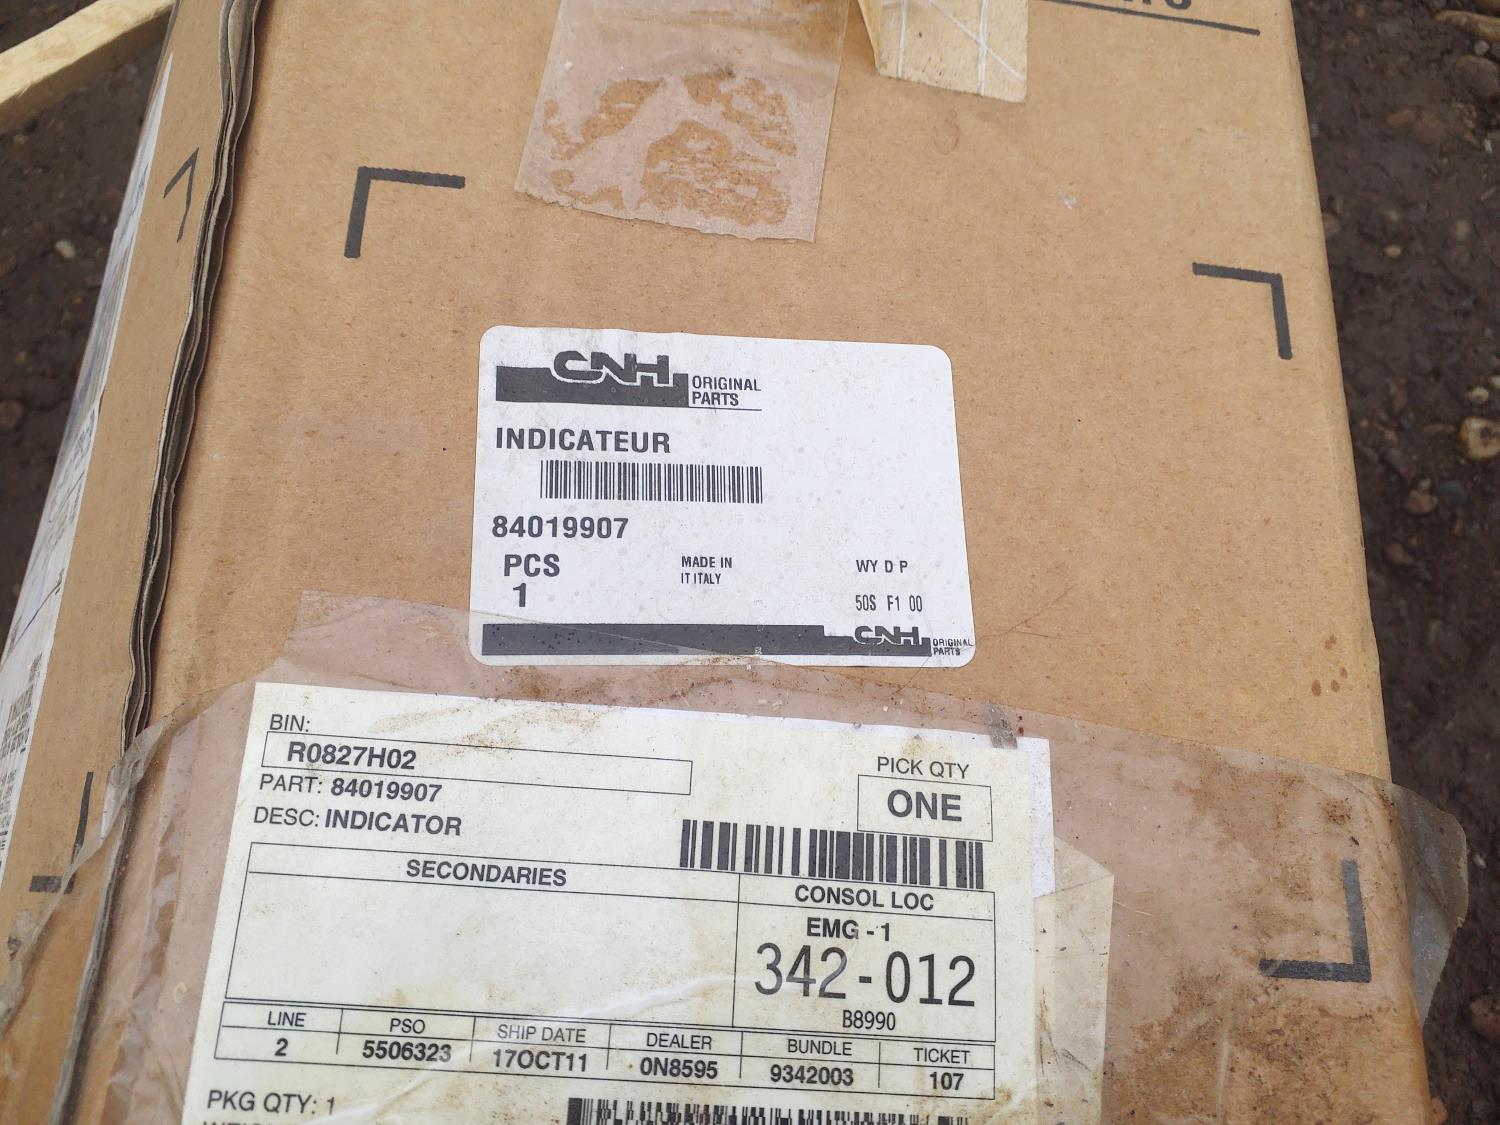 CNH ORIGINAL
PARTS
INDICATEUR
84019907
PCS
1
MADE IN
IT ITALY
WY D P
50S F1 00
CNH ORIGINAL
PARTS
BIN:
R0827H02
PART: 84019907
DESC: INDICATOR
PICK QTY
ONE
SECONDARIES
CONSOL LOC
EMG - 1
342-012
B8990
LINE PSO SHIP DATE DEALER BUNDLE TICKET
2 5506323 17OCT11 0N8595 9342003 107
PKG QTY: 1